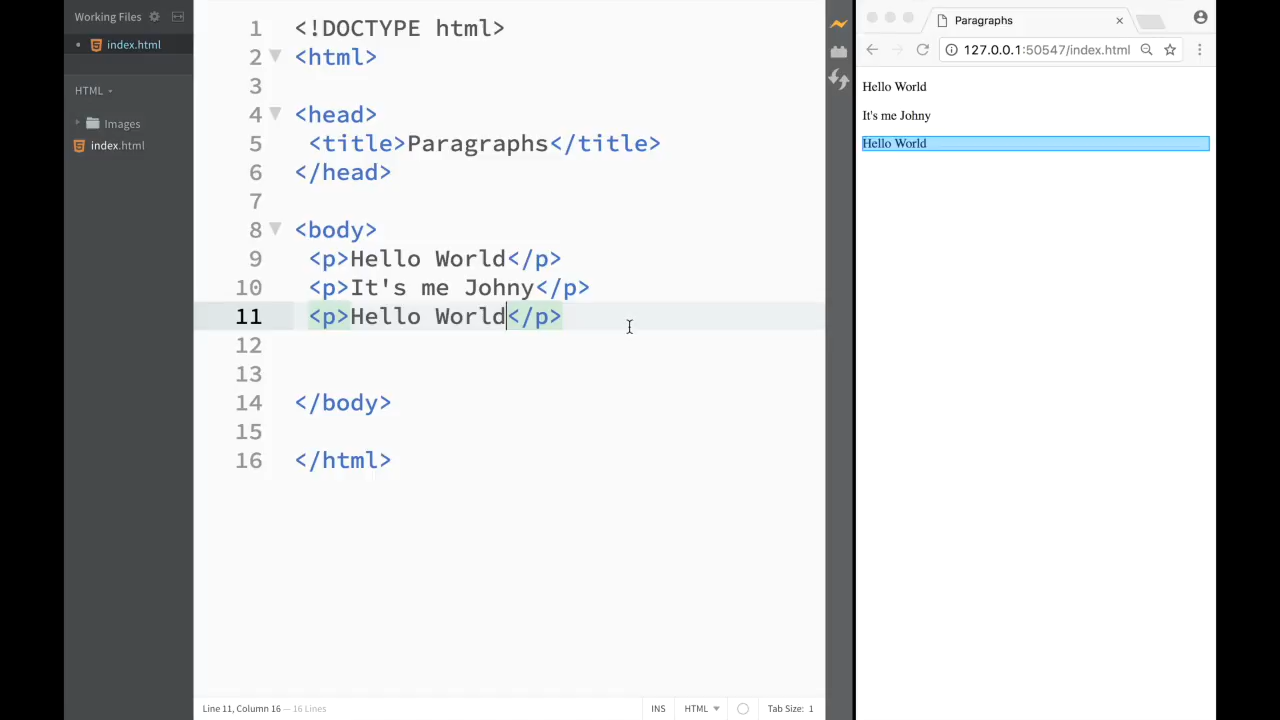 Working Files
index.html
HTML
Images
index.html
1 <!DOCTYPE html>
2 <html>
3
4 <head>
5 <title>Paragraphs</title>
6 </head>
7
8 <body>
9 <p>Hello World</p>
10 <p>It's me Johny</p>
11 <p>Hello World</p>
12
13
14 </body>
15
16 </html>
Line 11, Column 16 — 16 Lines
INS
HTML
Tab Size: 1
Paragraphs
127.0.0.1:50547/index.html
Hello World
It's me Johny
Hello World